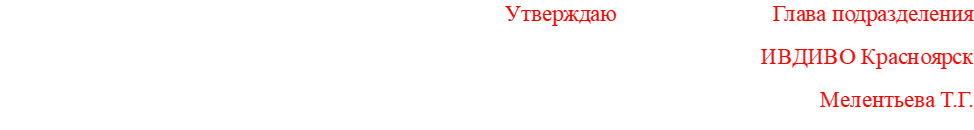 Утверждаю Глава подразделения
ИВДИВО Красноярск
Мелентьева Т.Г.